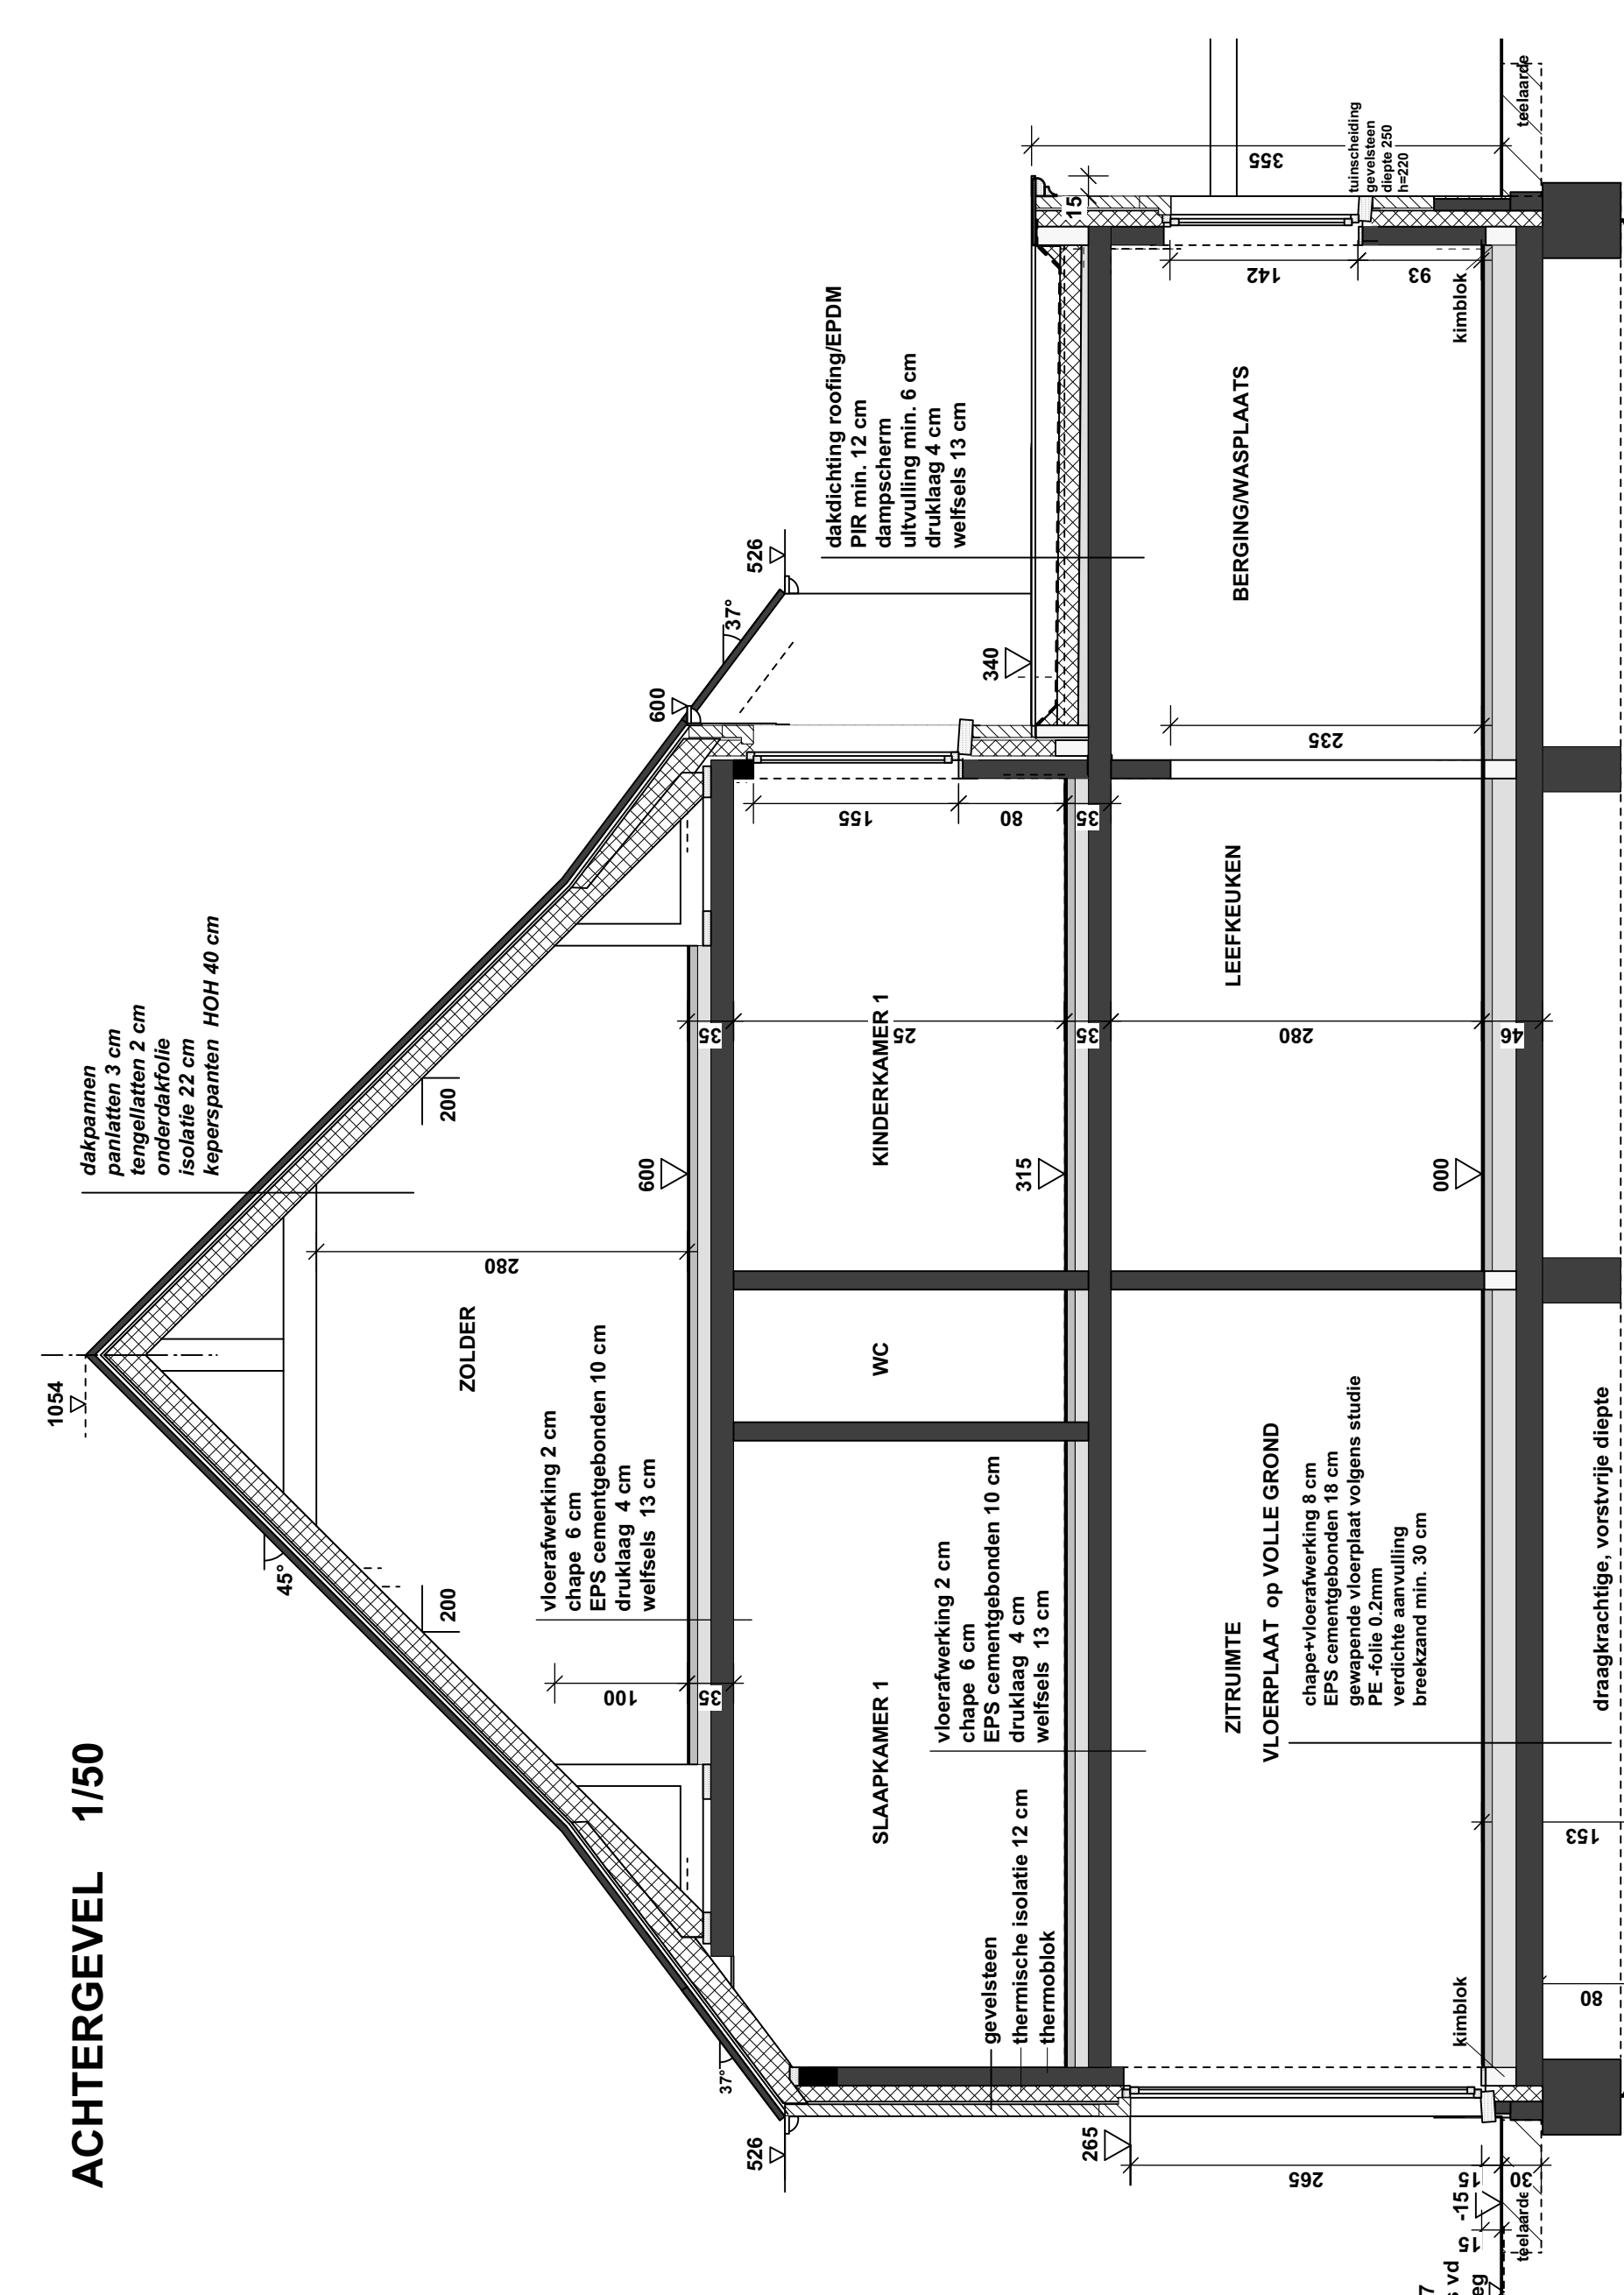 ACHTERGEVEL 1/50
1054
45°
37°
526
200
200
dakpannen
panlatten 3 cm
tengellatten 2 cm
onderdakfolie
isolatie 22 cm
keperspanten HOH 40 cm
280
ZOLDER
100
35
35
600
600
37°
526
vloerafwerking 2 cm
chape 6 cm
EPS cementgebonden 10 cm
druklaag 4 cm
welfsels 13 cm
dakdichting roofing/EPDM
PIR min. 12 cm
dampscherm
uitvulling min. 6 cm
druklaag 4 cm
welfsels 13 cm
SLAAPKAMER 1
WC
KINDERKAMER 1
25
155
80
35
35
315
340
15
355
vloerafwerking 2 cm
chape 6 cm
EPS cementgebonden 10 cm
druklaag 4 cm
welfsels 13 cm
gevelsteen
thermische isolatie 12 cm
thermoblok
265
265
ZITRUIMTE
VLOERPLAAT op VOLLE GROND
chape+vloerafwerking 8 cm
EPS cementgebonden 18 cm
gewapende vloerplaat volgens studie
PE -folie 0.2mm
verdichte aanvulling
breekzand min. 30 cm
LEEFKEUKEN
280
000
46
235
BERGING/WASPLAATS
142
93
kimblok
tuinscheiding
gevelsteen
diepte 250
h=220
teelaarde
kimblok
15
-15
15
30
teelaarde
153
80
draagkrachtige, vorstvrije diepte
7
vd
eg